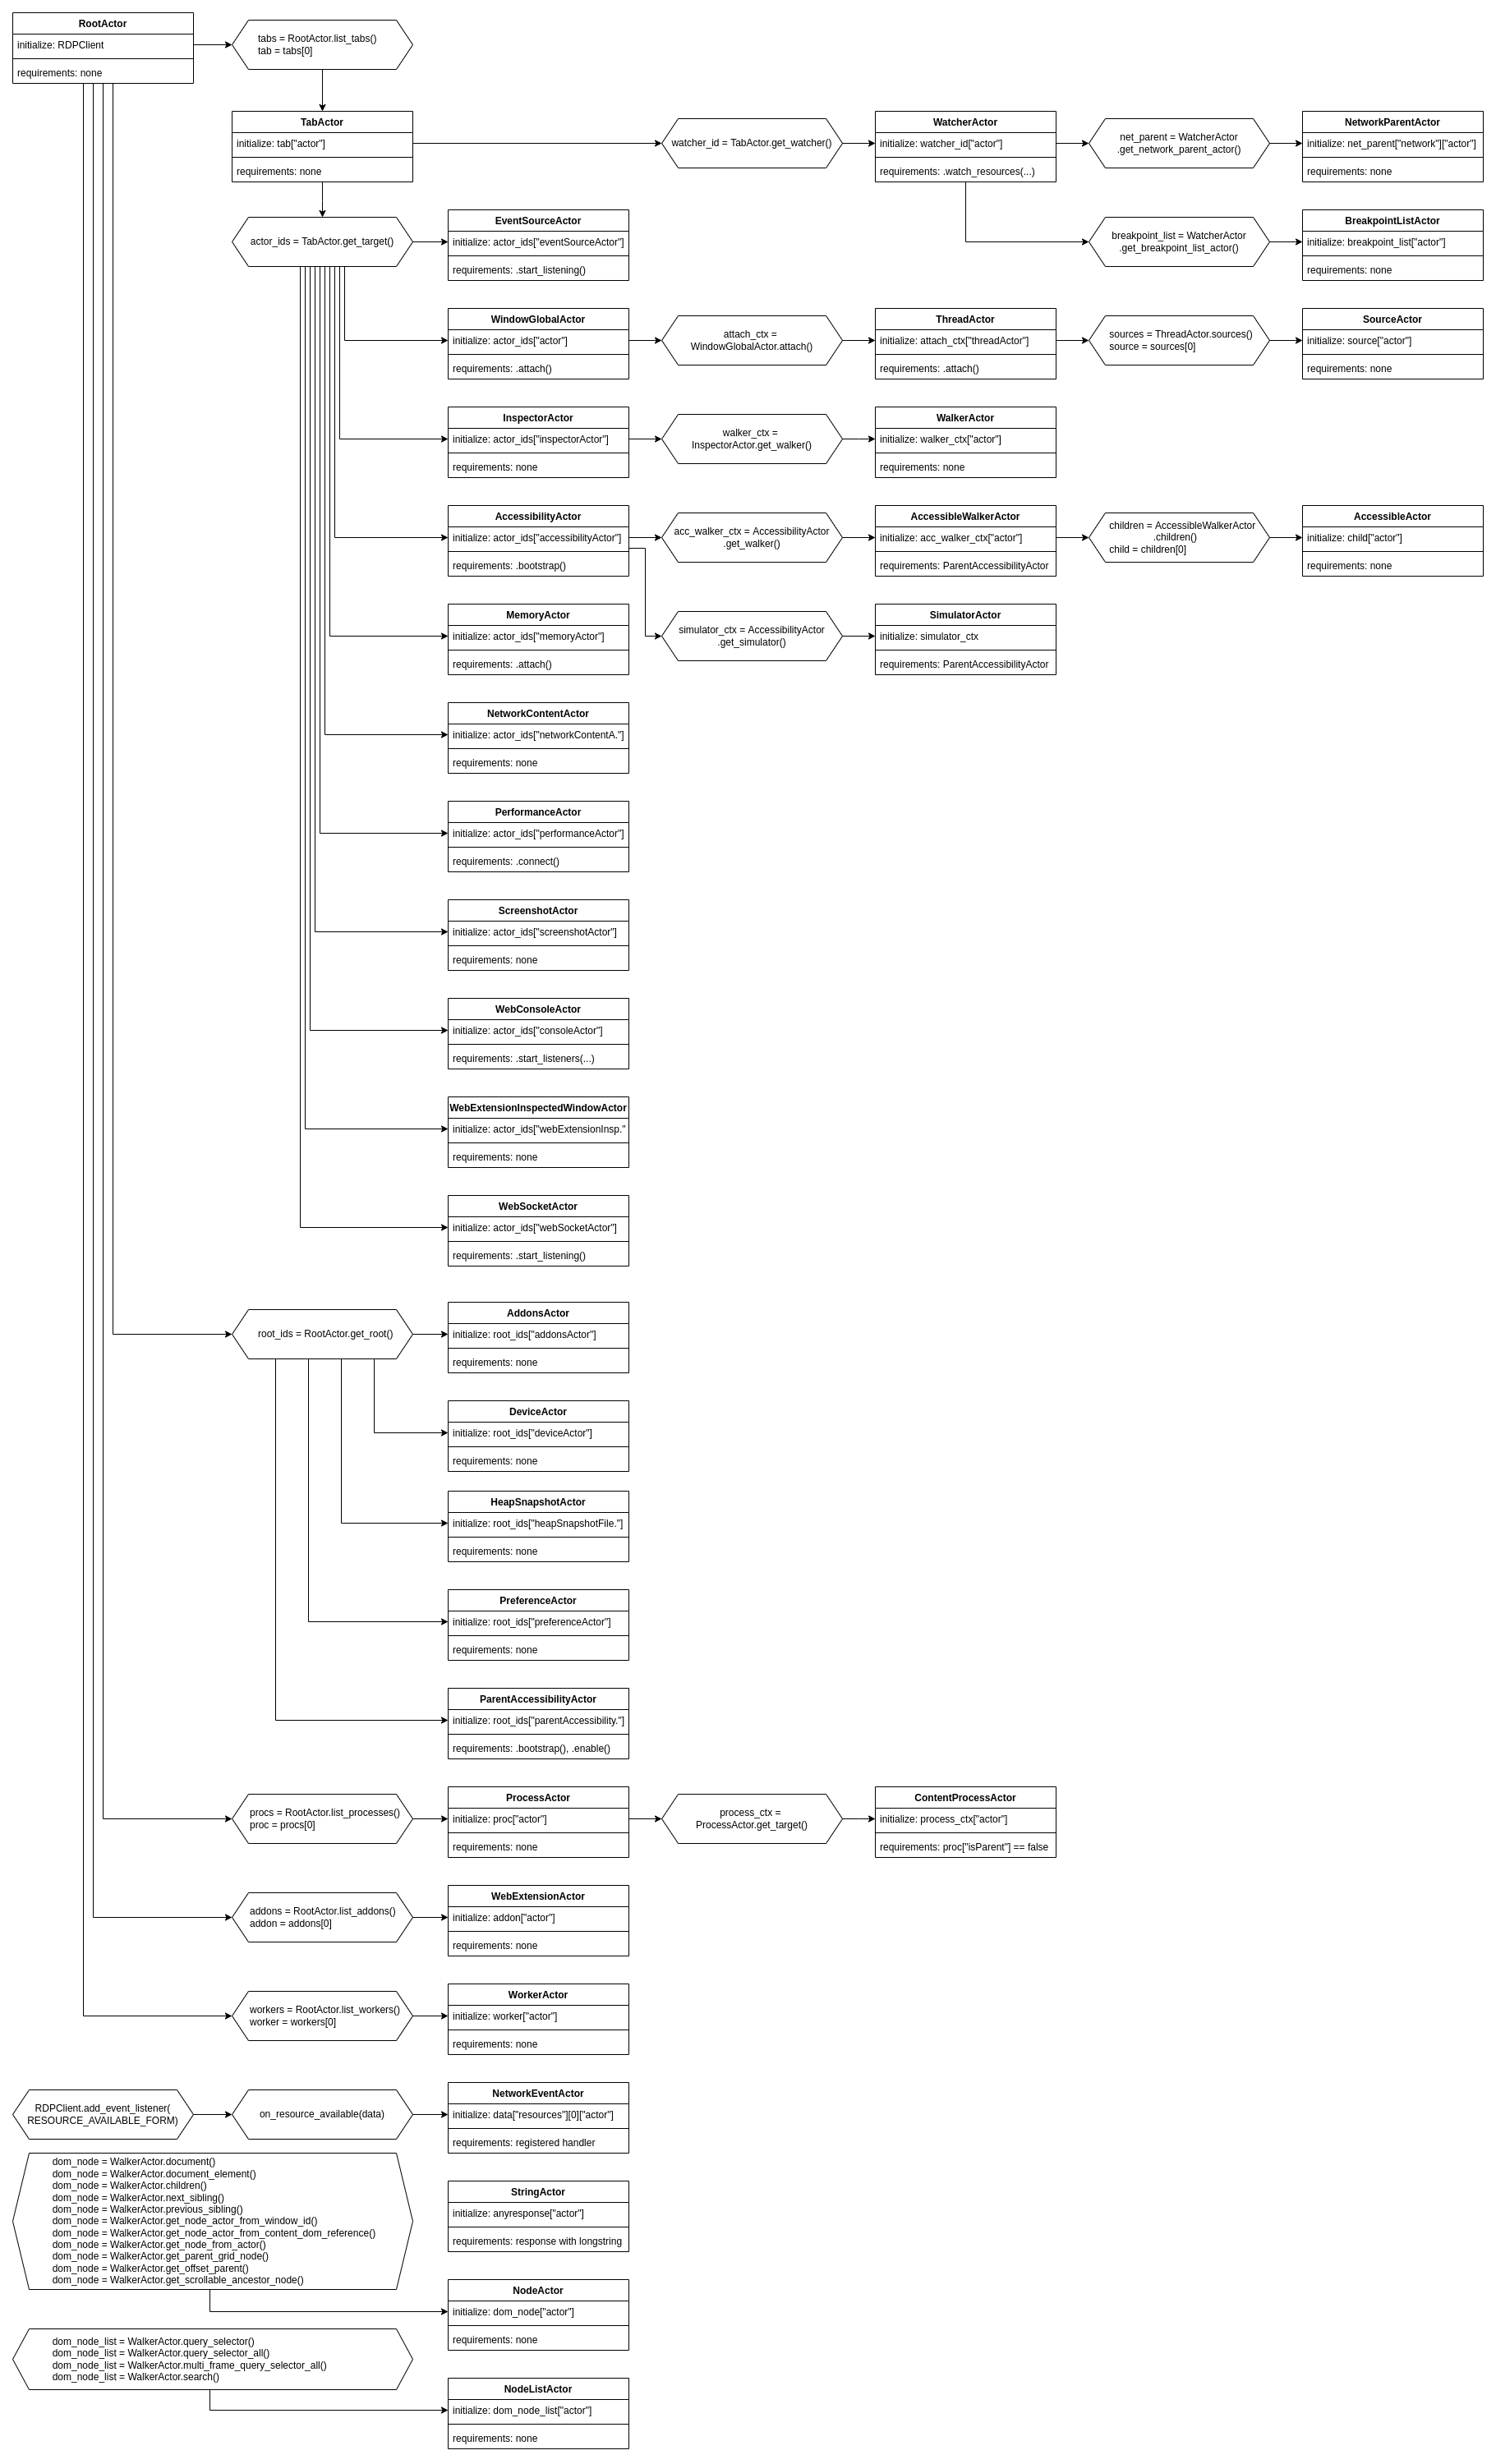 RootActor
initialize: RDPClient
requirements: none
tabs = RootActor.list_tabs()
tab = tabs[0]
TabActor
initialize: tab["actor"]
requirements: none
watcher_id = TabActor.get_watcher()
WatcherActor
initialize: watcher_id["actor"]
requirements: .watch_resources(...)
net_parent = WatcherActor
.get_network_parent_actor()
NetworkParentActor
initialize: net_parent["network"]["actor"]
requirements: none
actor_ids = TabActor.get_target()
EventSourceActor
initialize: actor_ids["eventSourceActor"]
requirements: .start_listening()
breakpoint_list = WatcherActor
.get_breakpoint_list_actor()
BreakpointListActor
initialize: breakpoint_list["actor"]
requirements: none
WindowGlobalActor
initialize: actor_ids["actor"]
requirements: .attach()
attach_ctx =
WindowGlobalActor.attach()
ThreadActor
initialize: attach_ctx["threadActor"]
requirements: .attach()
sources = ThreadActor.sources()
source = sources[0]
SourceActor
initialize: source["actor"]
requirements: none
InspectorActor
initialize: actor_ids["inspectorActor"]
requirements: none
walker_ctx =
InspectorActor.get_walker()
WalkerActor
initialize: walker_ctx["actor"]
requirements: none
AccessibilityActor
initialize: actor_ids["accessibilityActor"]
requirements: .bootstrap()
acc_walker_ctx = AccessibilityActor
.get_walker()
AccessibleWalkerActor
initialize: acc_walker_ctx["actor"]
requirements: ParentAccessibilityActor
children = AccessibleWalkerActor
.children()
child = children[0]
AccessibleActor
initialize: child["actor"]
requirements: none
MemoryActor
initialize: actor_ids["memoryActor"]
requirements: .attach()
simulator_ctx = AccessibilityActor
.get_simulator()
SimulatorActor
initialize: simulator_ctx
requirements: ParentAccessibilityActor
NetworkContentActor
initialize: actor_ids["networkContentA."]
requirements: none
PerformanceActor
initialize: actor_ids["performanceActor"]
requirements: .connect()
ScreenshotActor
initialize: actor_ids["screenshotActor"]
requirements: none
WebConsoleActor
initialize: actor_ids["consoleActor"]
requirements: .start_listeners(...)
WebExtensionInspectedWindowActor
initialize: actor_ids["webExtensionInsp."
requirements: none
WebSocketActor
initialize: actor_ids["webSocketActor"]
requirements: .start_listening()
root_ids = RootActor.get_root()
AddonsActor
initialize: root_ids["addonsActor"]
requirements: none
DeviceActor
initialize: root_ids["deviceActor"]
requirements: none
HeapSnapshotActor
initialize: root_ids["heapSnapshotFile."]
requirements: none
PreferenceActor
initialize: root_ids["preferenceActor"]
requirements: none
ParentAccessibilityActor
initialize: root_ids["parentAccessibility."]
requirements: .bootstrap(), .enable()
procs = RootActor.list_processes()
proc = procs[0]
ProcessActor
initialize: proc["actor"]
requirements: none
process_ctx =
ProcessActor.get_target()
ContentProcessActor
initialize: process_ctx["actor"]
requirements: proc["isParent"] == false
addons = RootActor.list_addons()
addon = addons[0]
WebExtensionActor
initialize: addon["actor"]
requirements: none
workers = RootActor.list_workers()
worker = workers[0]
WorkerActor
initialize: worker["actor"]
requirements: none
RDPClient.add_event_listener(
RESOURCE_AVAILABLE_FORM)
on_resource_available(data)
NetworkEventActor
initialize: data["resources"][0]["actor"]
requirements: registered handler
dom_node = WalkerActor.document()
dom_node = WalkerActor.document_element()
dom_node = WalkerActor.children()
dom_node = WalkerActor.next_sibling()
dom_node = WalkerActor.previous_sibling()
dom_node = WalkerActor.get_node_actor_from_window_id()
dom_node = WalkerActor.get_node_actor_from_content_dom_reference()
dom_node = WalkerActor.get_node_from_actor()
dom_node = WalkerActor.get_parent_grid_node()
dom_node = WalkerActor.get_offset_parent()
dom_node = WalkerActor.get_scrollable_ancestor_node()
StringActor
initialize: anyresponse["actor"]
requirements: response with longstring
NodeActor
initialize: dom_node["actor"]
requirements: none
dom_node_list = WalkerActor.query_selector()
dom_node_list = WalkerActor.query_selector_all()
dom_node_list = WalkerActor.multi_frame_query_selector_all()
dom_node_list = WalkerActor.search()
NodeListActor
initialize: dom_node_list["actor"]
requirements: none